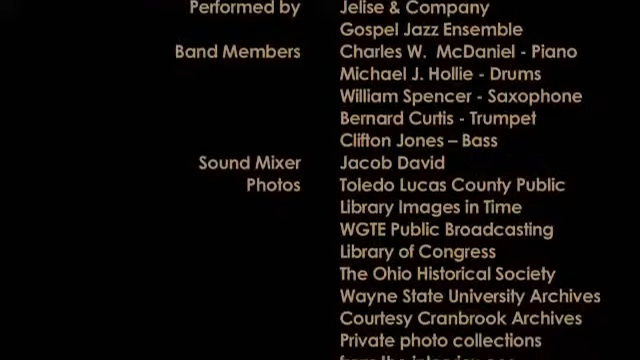 Performed by Jelise & Company
Gospel Jazz Ensemble
Band Members Charles W. McDaniel - Piano
Michael J. Hollie - Drums
William Spencer - Saxophone
Bernard Curtis - Trumpet
Clifton Jones – Bass
Sound Mixer Jacob David
Photos Toledo Lucas County Public
Library Images in Time
WGTE Public Broadcasting
Library of Congress
The Ohio Historical Society
Wayne State University Archives
Courtesy Cranbrook Archives
Private photo collections
from the